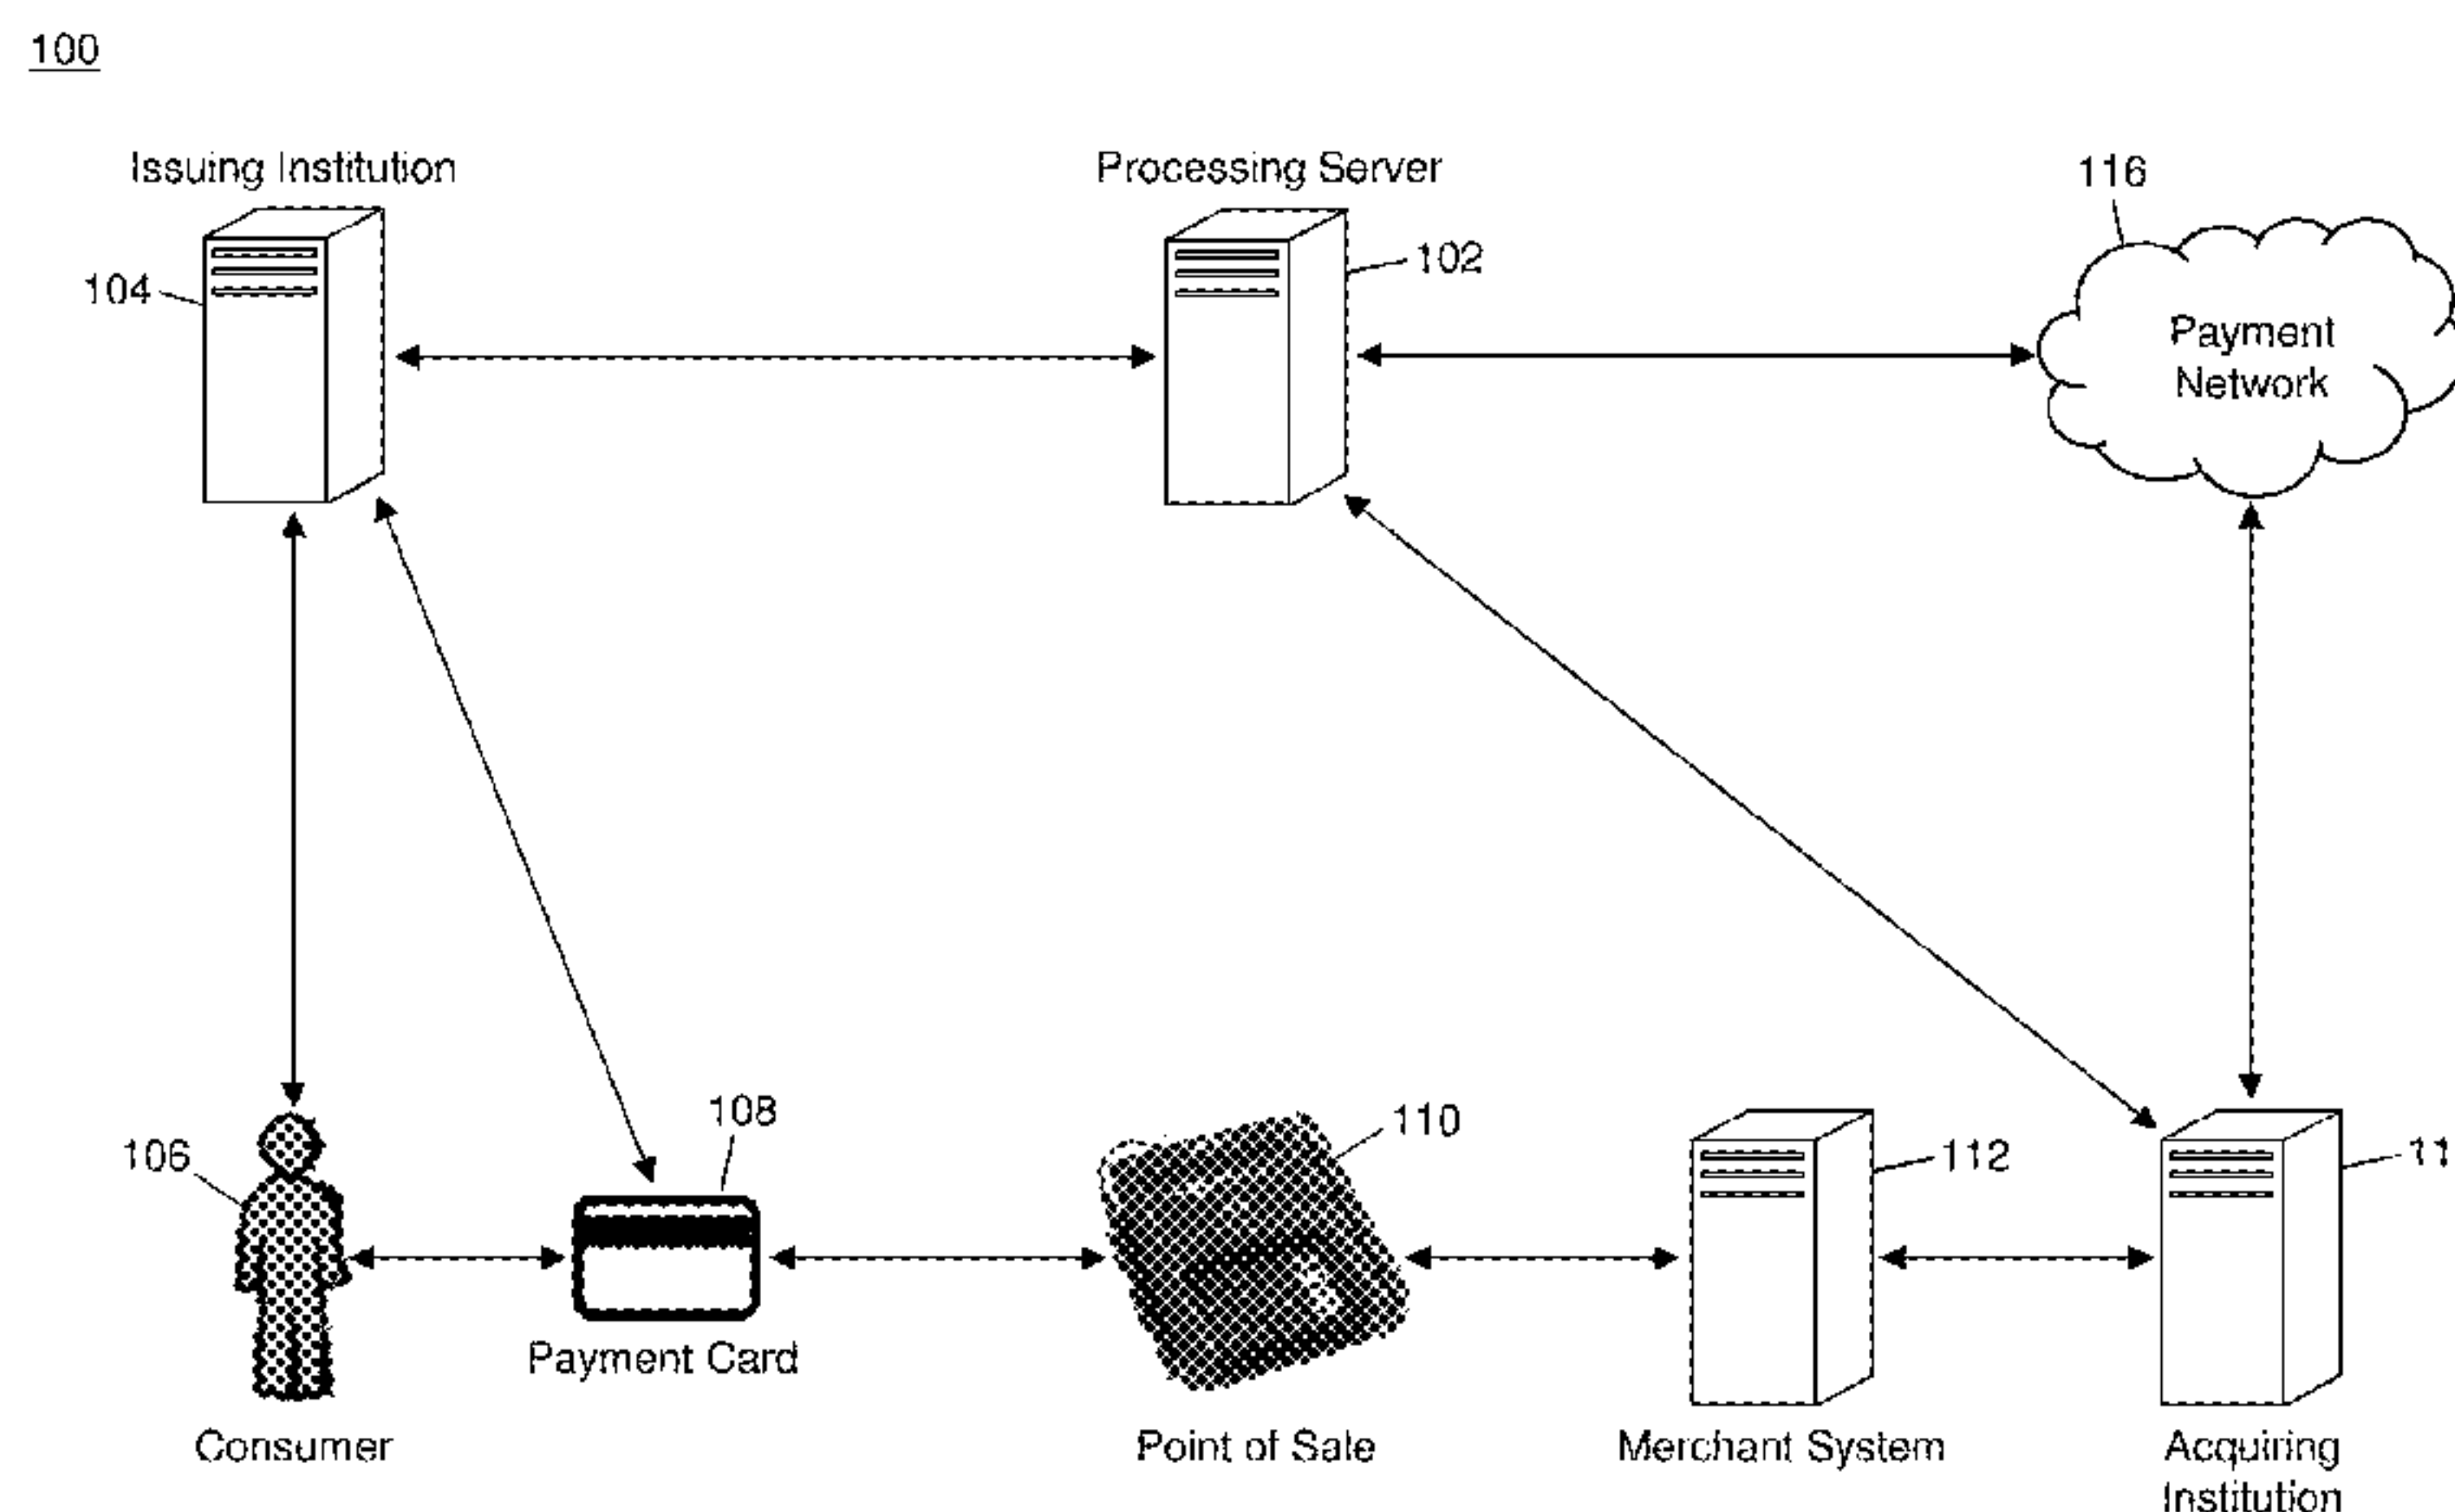 100
Issuing Institution
Processing Server
116
104
102
Payment
Network
108
106
110
112
11
Payment Card
Consumer
Point of Sale
Merchant System
Acquiring
Institution